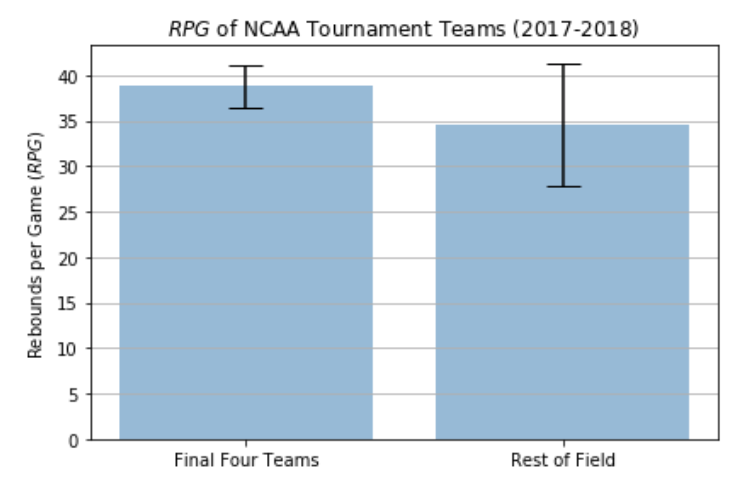 RPG of NCAA Tournament Teams (2017-2018)
Rebounds per Game (RPG)
40
35
30
25
20
15
10
5
0
Final Four Teams
Rest of Field